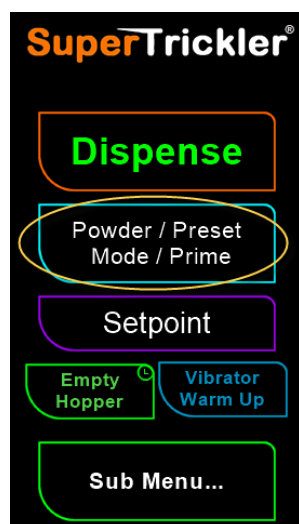 SuperTrickler®
Dispense
Powder / Preset
Mode / Prime
Setpoint
Empty
Hopper
Vibrator
Warm Up
Sub Menu...